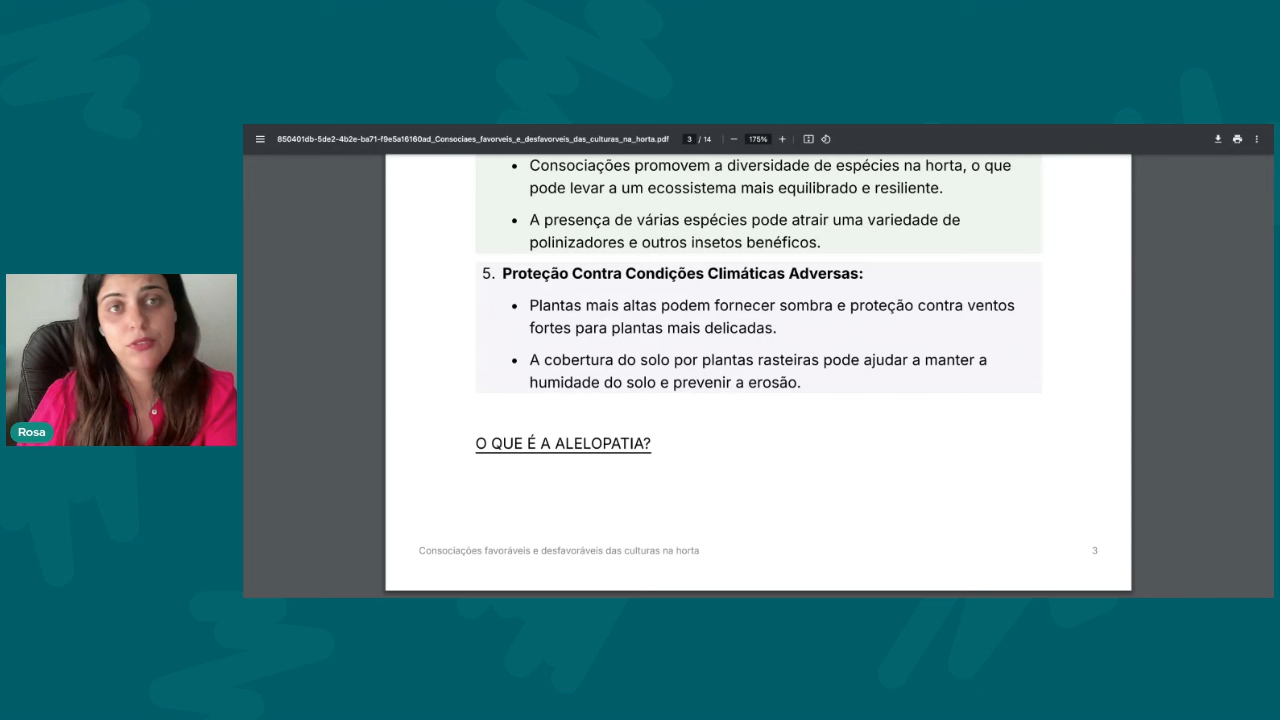 850401db-5de2-4b2e-ba71-f9e5a16160ad_Consociaes_favorveis_e_desfavorveis_das_culturas_na_horta.pdf
3 / 14
175%
• Consociações promovem a diversidade de espécies na horta, o que
pode levar a um ecossistema mais equilibrado e resiliente.
• A presença de várias espécies pode atrair uma variedade de
polinizadores e outros insetos benéficos.
5. Proteção Contra Condições Climáticas Adversas:
• Plantas mais altas podem fornecer sombra e proteção contra ventos
fortes para plantas mais delicadas.
• A cobertura do solo por plantas rasteiras pode ajudar a manter a
humidade do solo e prevenir a erosão.
O QUE É A ALELOPATIA?
Consociações favoráveis e desfavoráveis das culturas na horta
3
Rosa